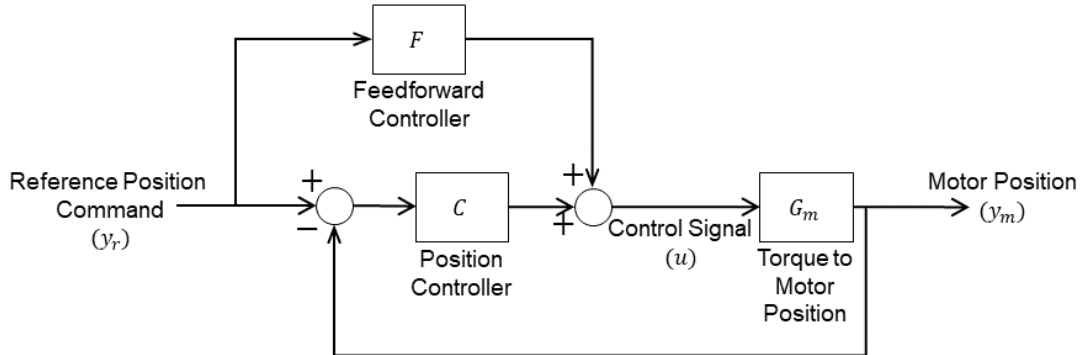 F
Feedforward
Controller
Reference Position
Command
(y_r)
+
−
C
Position
Controller
+
+
Control Signal
(u)
G_m
Torque to
Motor
Position
Motor Position
(y_m)